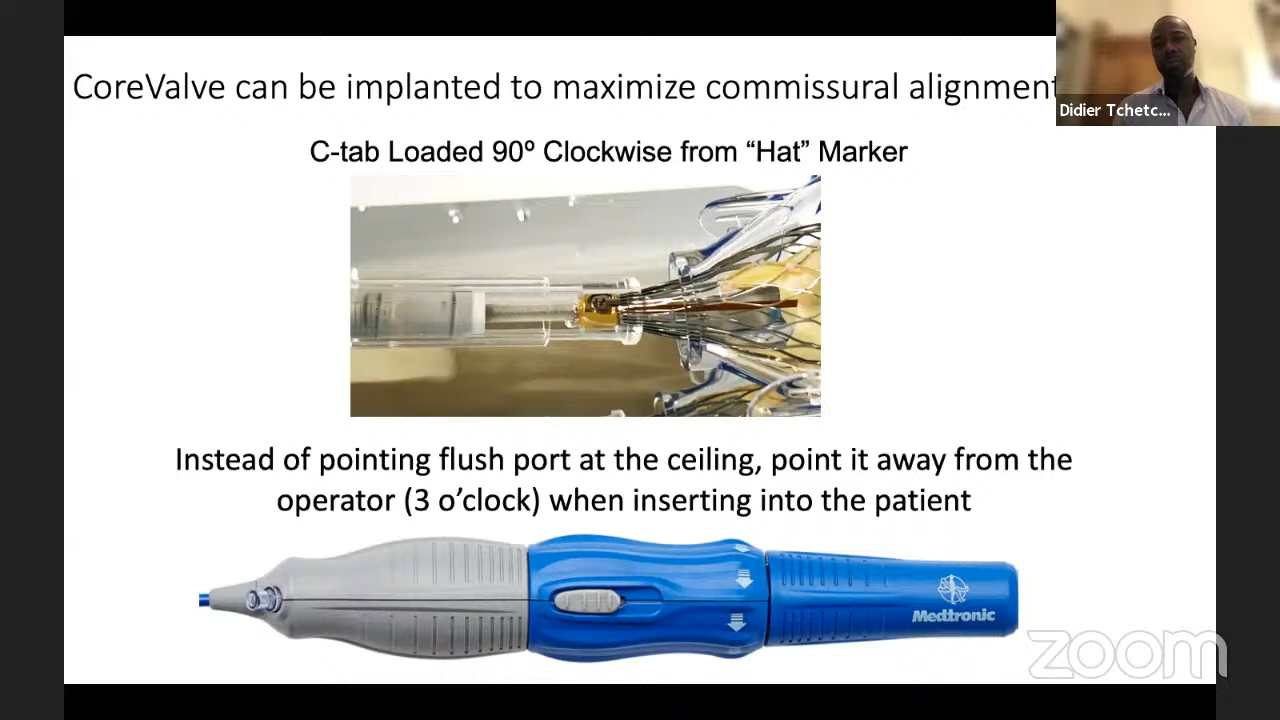 CoreValve can be implanted to maximize commissural alignment
Didier Tchetc...
C-tab Loaded 90º Clockwise from “Hat” Marker
Instead of pointing flush port at the ceiling, point it away from the
operator (3 o’clock) when inserting into the patient
Medtronic
zoom